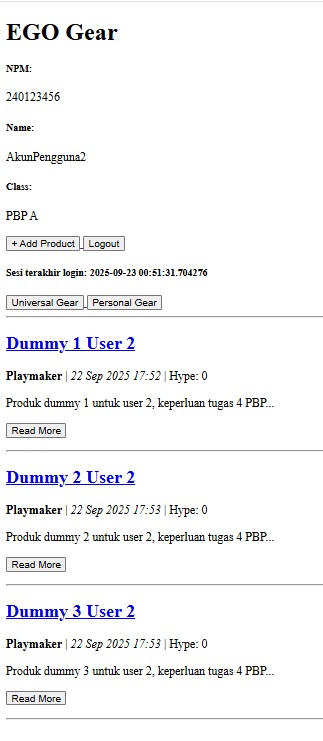 EGO Gear
NPM:
240123456
Name:
AkunPengguna2
Class:
PBP A
+ Add Product Logout
Sesi terakhir login: 2025-09-23 00:51:31.704276
Universal Gear Personal Gear
Dummy 1 User 2
Playmaker | 22 Sep 2025 17:52 | Hype: 0
Produk dummy 1 untuk user 2, keperluan tugas 4 PBP...
Read More
Dummy 2 User 2
Playmaker | 22 Sep 2025 17:53 | Hype: 0
Produk dummy 2 untuk user 2, keperluan tugas 4 PBP...
Read More
Dummy 3 User 2
Playmaker | 22 Sep 2025 17:53 | Hype: 0
Produk dummy 3 untuk user 2, keperluan tugas 4 PBP...
Read More